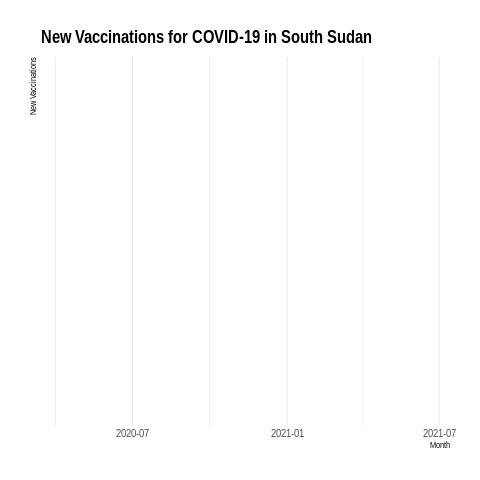 New Vaccinations for COVID-19 in South Sudan
New Vaccinations
2020-07
2021-01
2021-07
Month